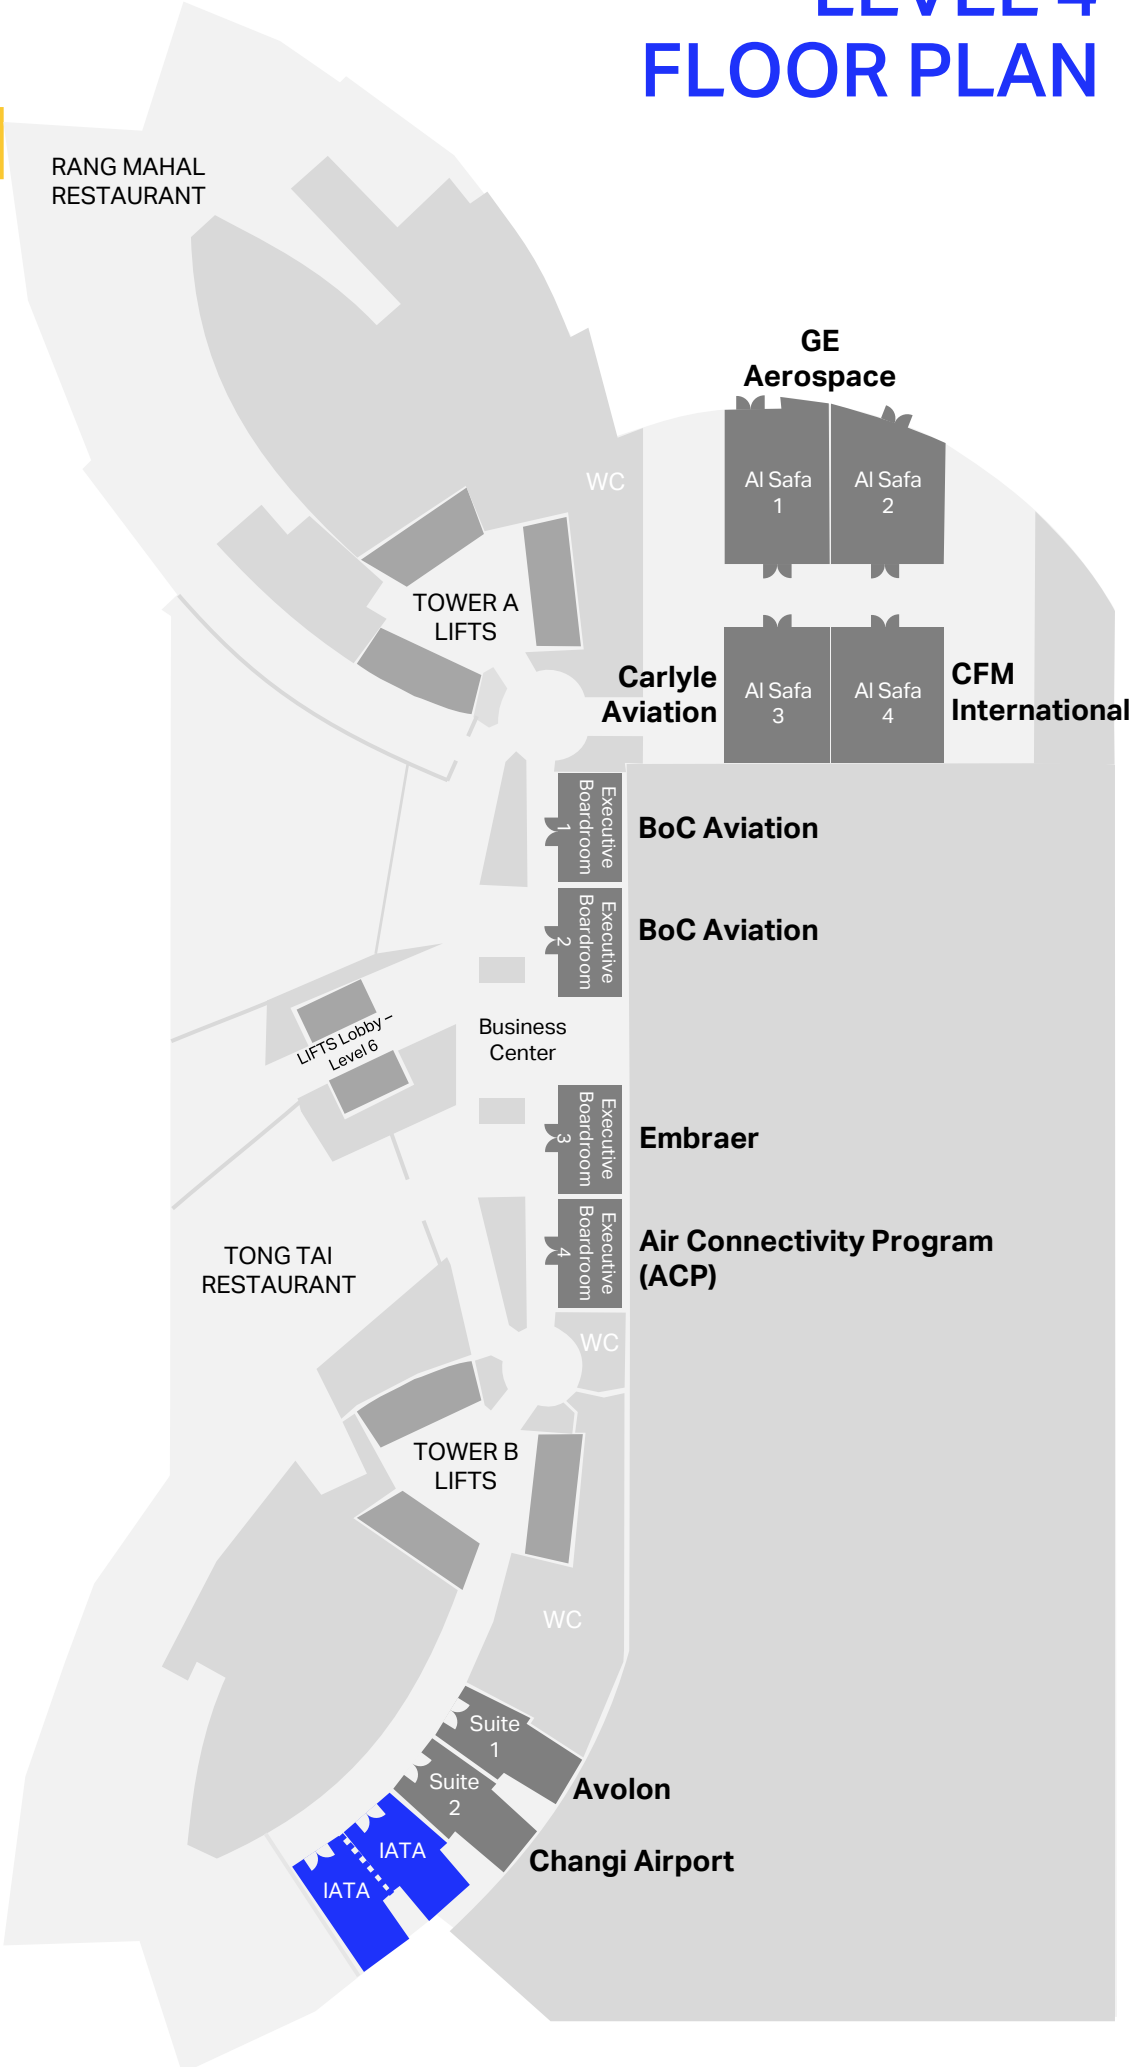 LEVEL 4
FLOOR PLAN
RANG MAHAL
RESTAURANT
GE
Aerospace
WC
Al Safa
1
Al Safa
2
TOWER A
LIFTS
Carlyle
Aviation
Al Safa
3
Al Safa
4
CFM
International
Executive
Boardroom
1
BoC Aviation
Executive
Boardroom
2
BoC Aviation
LIFTS Lobby –
Level 6
Business
Center
Executive
Boardroom
3
Embraer
Executive
Boardroom
4
Air Connectivity Program
(ACP)
TONG TAI
RESTAURANT
WC
TOWER B
LIFTS
WC
Suite
1
Avolon
Suite
2
Changi Airport
IATA
IATA